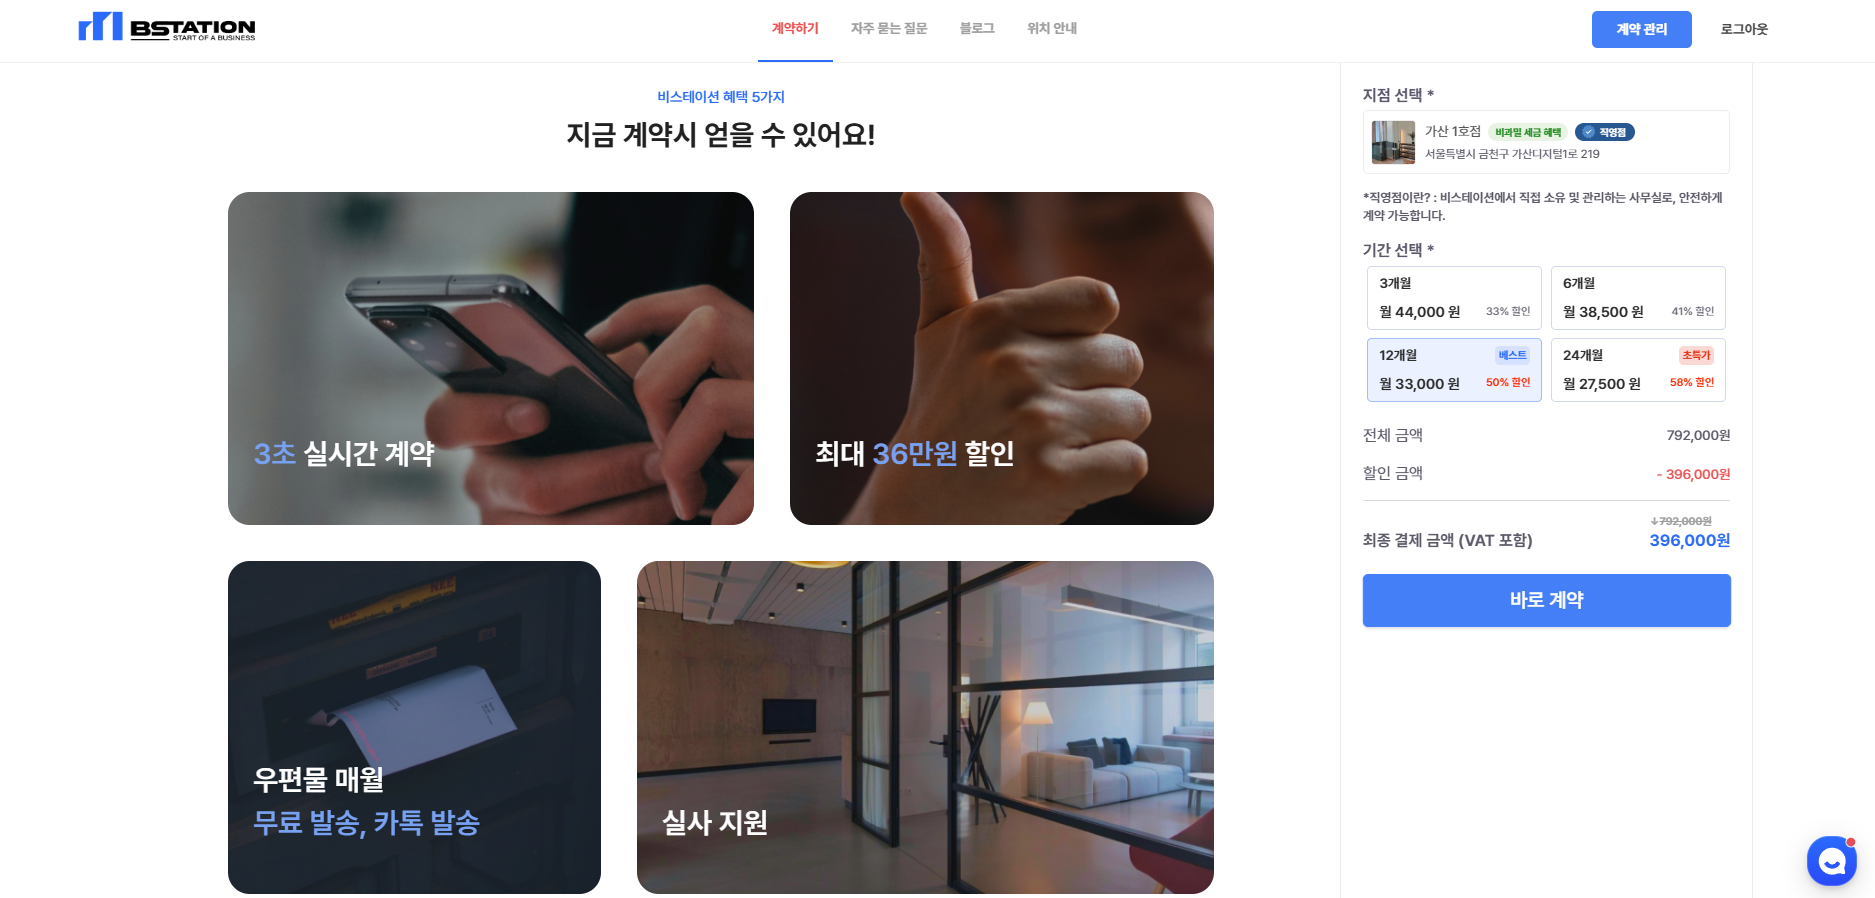 BSTATION
START OF A BUSINESS
계약하기
자주 묻는 질문
블로그
위치 안내
계약 관리
로그아웃
비스테이션 혜택 5가지
지금 계약시 얻을 수 있어요!
3초 실시간 계약
최대 36만원 할인
우편물 매월
무료 발송, 카톡 발송
실사 지원
지점 선택 *
가산 1호점
비과밀 세금 혜택
직영점
서울특별시 금천구 가산디지털1로 219
*직영점이란? : 비스테이션에서 직접 소유 및 관리하는 사무실로, 안전하게
계약 가능합니다.
기간 선택 *
3개월
월 44,000 원
33% 할인
6개월
월 38,500 원
41% 할인
12개월
베스트
월 33,000 원
50% 할인
24개월
초특가
월 27,500 원
58% 할인
전체 금액
792,000원
할인 금액
- 396,000원
↓792,000원
최종 결제 금액 (VAT 포함)
396,000원
바로 계약